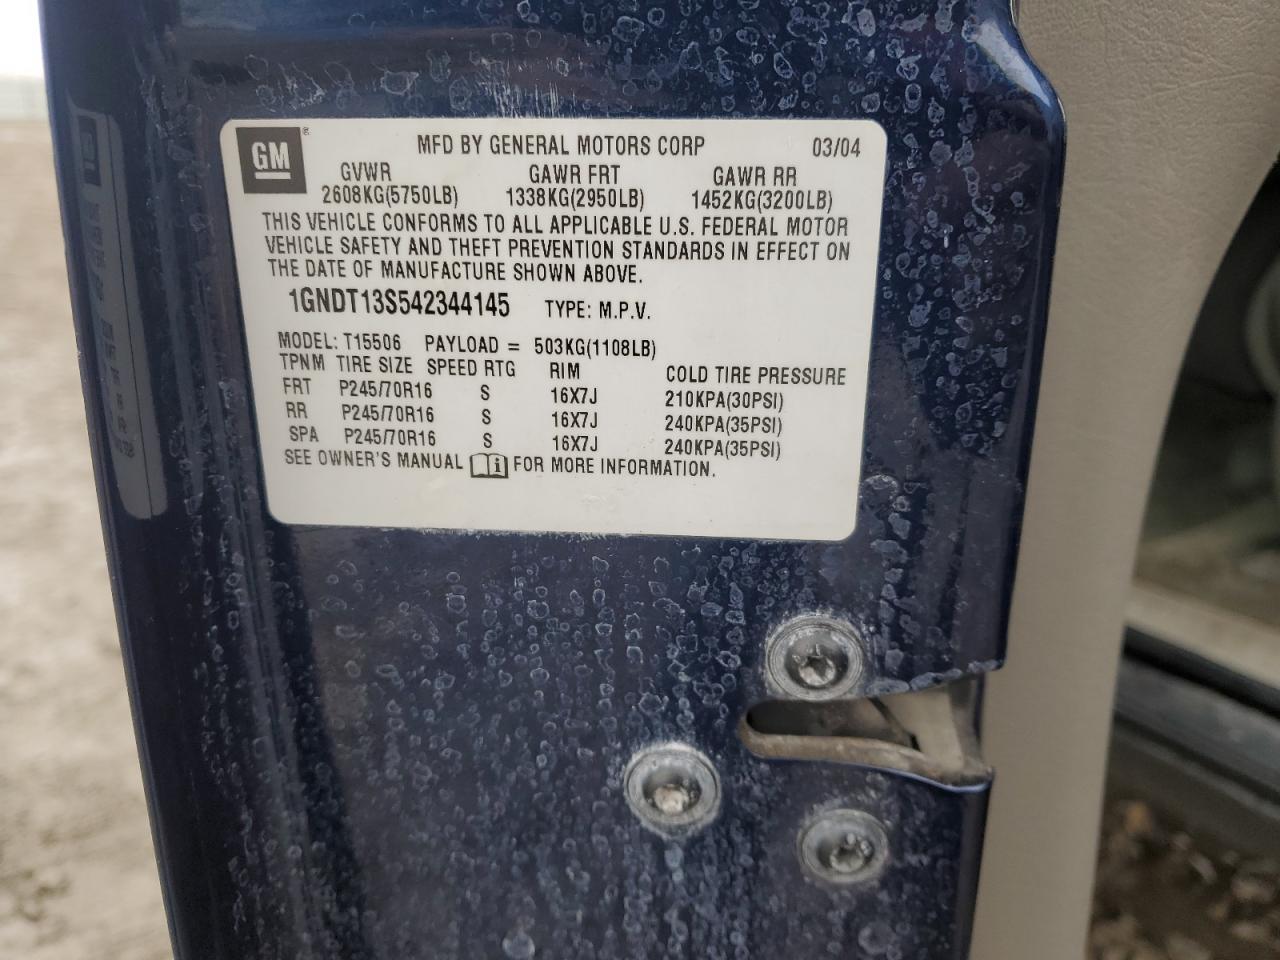 GM ® MFD BY GENERAL MOTORS CORP 03/04
GVWR GAWR FRT GAWR RR
2608KG(5750LB) 1338KG(2950LB) 1452KG(3200LB)
THIS VEHICLE CONFORMS TO ALL APPLICABLE U.S. FEDERAL MOTOR
VEHICLE SAFETY AND THEFT PREVENTION STANDARDS IN EFFECT ON
THE DATE OF MANUFACTURE SHOWN ABOVE.
1GNDT13S542344145 TYPE: M.P.V.
MODEL: T15506 PAYLOAD = 503KG(1108LB)
TPNM TIRE SIZE SPEED RTG RIM COLD TIRE PRESSURE
FRT P245/70R16 S 16X7J 210KPA(30PSI)
RR P245/70R16 S 16X7J 240KPA(35PSI)
SPA P245/70R16 S 16X7J 240KPA(35PSI)
SEE OWNER'S MANUAL i FOR MORE INFORMATION.